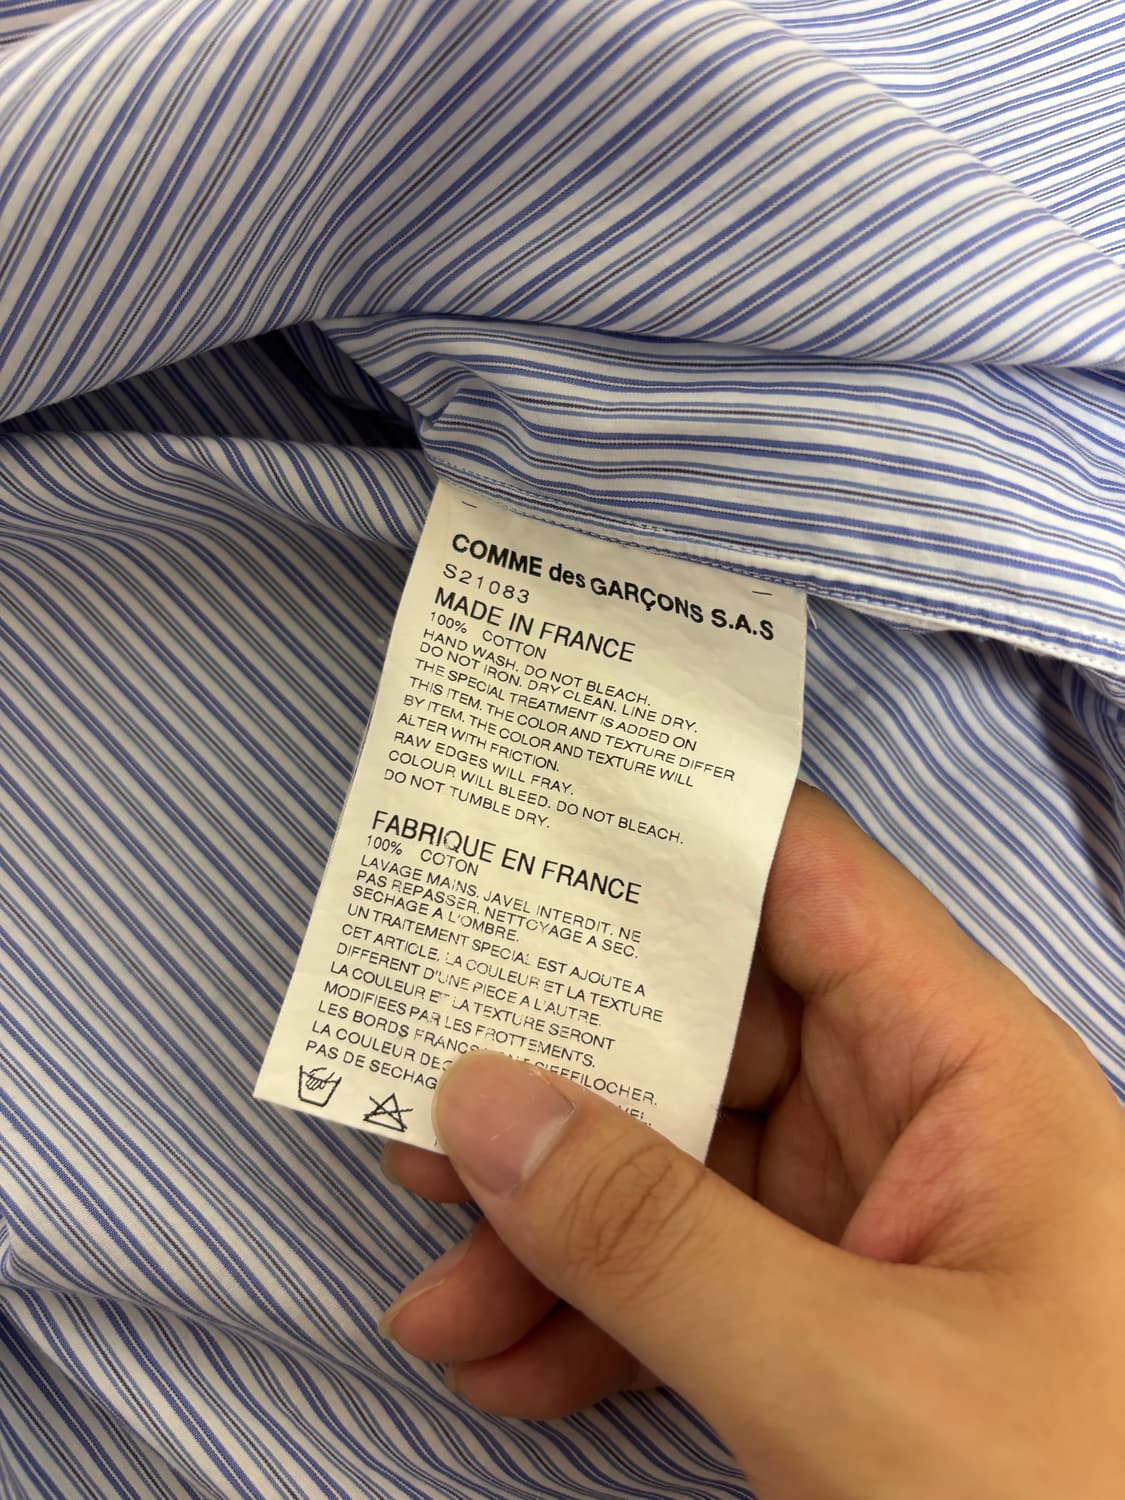 COMME des GARÇONS S.A.S
S21083
MADE IN FRANCE
100% COTTON
HAND WASH. DO NOT BLEACH.
DO NOT IRON. DRY CLEAN. LINE DRY.
THE SPECIAL TREATMENT IS ADDED ON
THIS ITEM. THE COLOR AND TEXTURE DIFFER
BY ITEM. THE COLOR AND TEXTURE WILL
ALTER WITH FRICTION.
RAW EDGES WILL FRAY.
COLOUR WILL BLEED. DO NOT BLEACH.
DO NOT TUMBLE DRY.
FABRIQUE EN FRANCE
100% COTON
LAVAGE MAINS. JAVEL INTERDIT. NE
PAS REPASSER. NETTOYAGE A SEC.
SECHAGE A L'OMBRE.
UN TRAITEMENT SPECIAL EST AJOUTE A
CET ARTICLE, LA COULEUR ET LA TEXTURE
DIFFERENT D'UNE PIECE A L'AUTRE.
LA COULEUR ET LA TEXTURE SERONT
MODIFIEES PAR LES FROTTEMENTS.
LES BORDS FRANCS
LA COULEUR
PAS DE